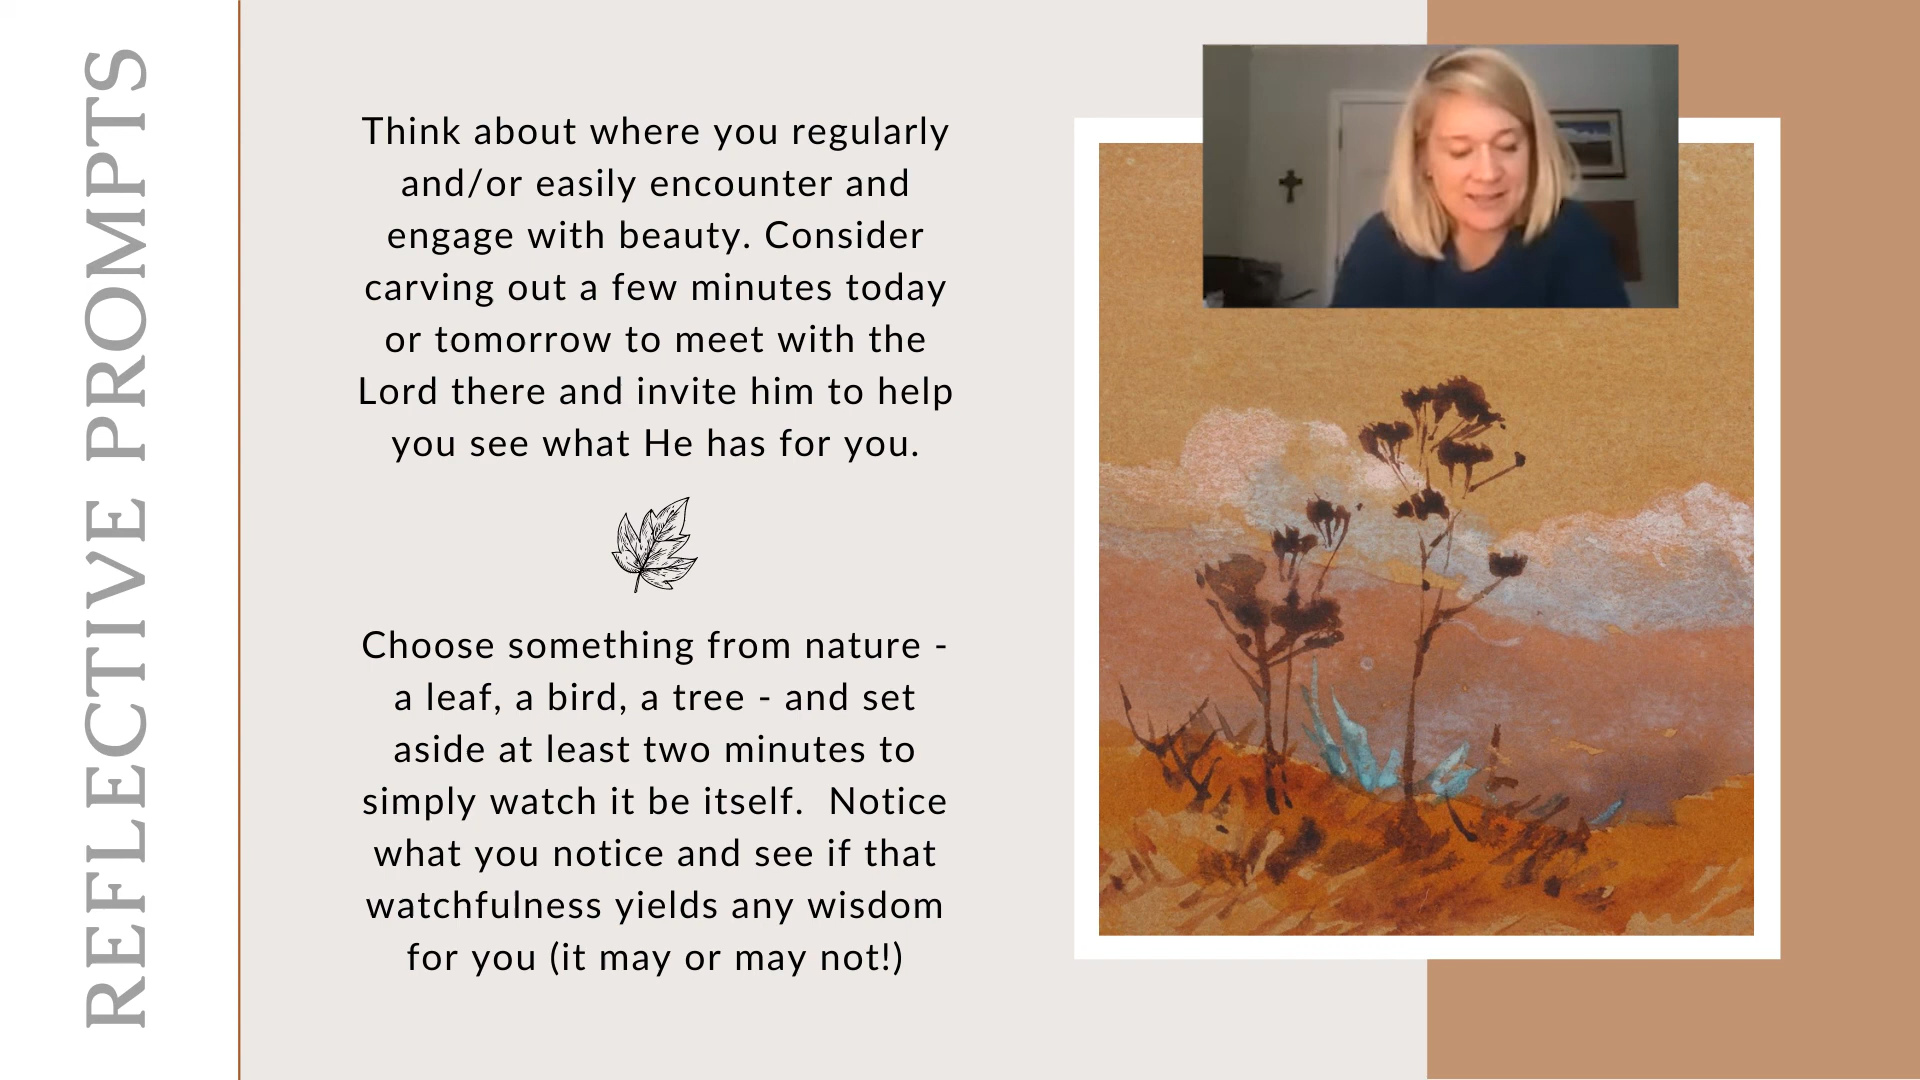 REFLECTIVE PROMPTS
Think about where you regularly
and/or easily encounter and
engage with beauty. Consider
carving out a few minutes today
or tomorrow to meet with the
Lord there and invite him to help
you see what He has for you.
Choose something from nature -
a leaf, a bird, a tree - and set
aside at least two minutes to
simply watch it be itself.  Notice
what you notice and see if that
watchfulness yields any wisdom
for you (it may or may not!)